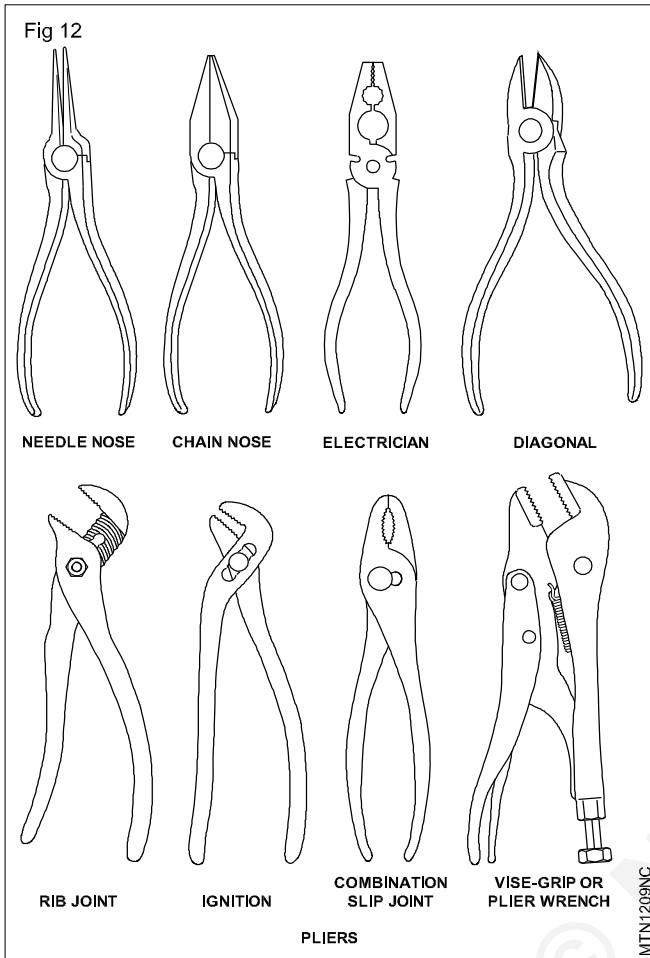 Fig 12
NEEDLE NOSE
CHAIN NOSE
ELECTRICIAN
DIAGONAL
RIB JOINT
IGNITION
COMBINATION
SLIP JOINT
VISE-GRIP OR
PLIER WRENCH
PLIERS
MTN1209NC